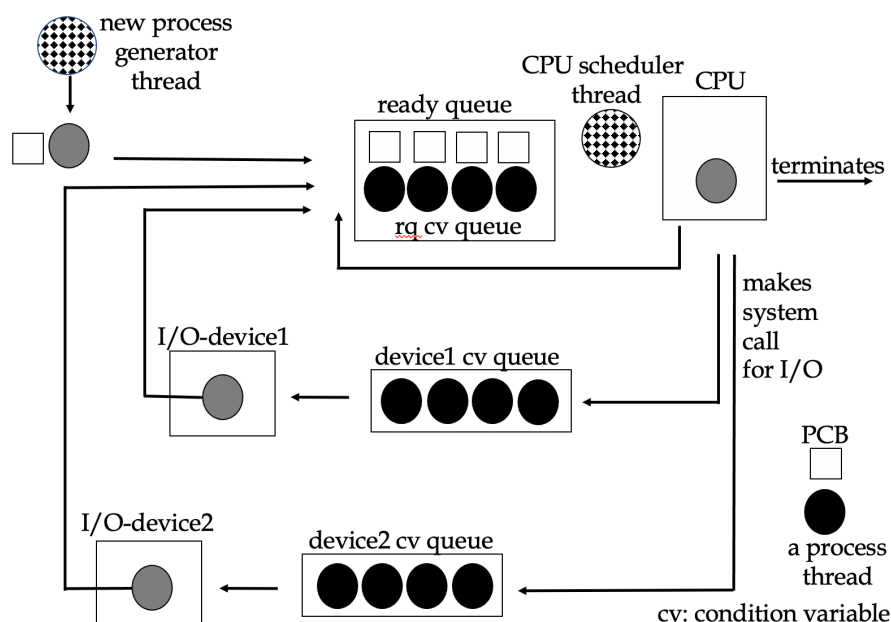 new process
generator
thread
CPU scheduler
thread
CPU
ready queue
terminates
rq cv queue
makes
system
call
for I/O
I/O-device1
device1 cv queue
PCB
I/O-device2
device2 cv queue
a process
thread
cv: condition variable